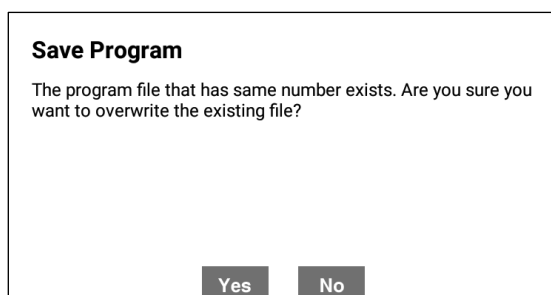 Save Program
The program file that has same number exists. Are you sure you
want to overwrite the existing file?
Yes No